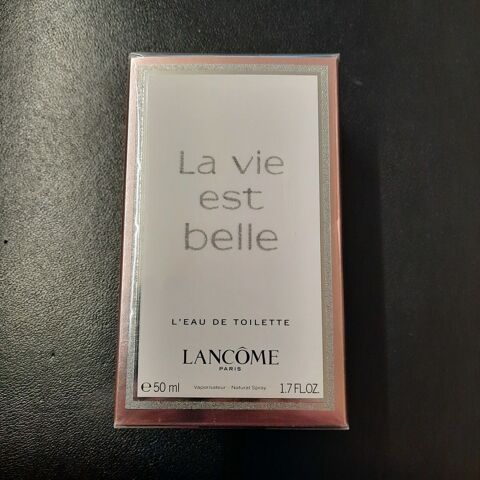 La vie
est
belle
L'EAU DE TOILETTE
LANCÔME
PARIS
℮ 50 ml Vaporisateur - Natural Spray 1.7 FL.OZ.